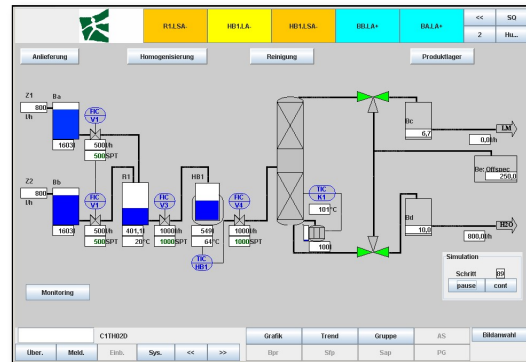 R1.LSA-
HB1.LA-
HB1.LSA-
BB.LA+
BA.LA+
<<
SQ
2
Hu...
Anlieferung
Homogenisierung
Reinigung
Produktlager
Z1
Ba
800
l/h
FIC
V1
1603l
500l/h
500SPT
Z2
Bb
800
l/h
FIC
V1
1603l
500l/h
500SPT
R1
401,1l
20°C
FIC
V3
1000l/h
1000SPT
HB1
549l
64°C
TIC
HB1
FIC
V4
1000l/h
1000SPT
TIC
K1
101°C
100l
Bc
6,7
LM
0,0l/h
Be: Offspec
250,0
Bd
10,0
H2O
800,0l/h
Simulation
Schritt
89
pause
cont
Monitoring
C1TH02D
Grafik
Trend
Gruppe
AS
Bildanwahl
Über.
Meld.
Einb.
Sys.
<<
>>
Bpr
Sfp
Sap
PG